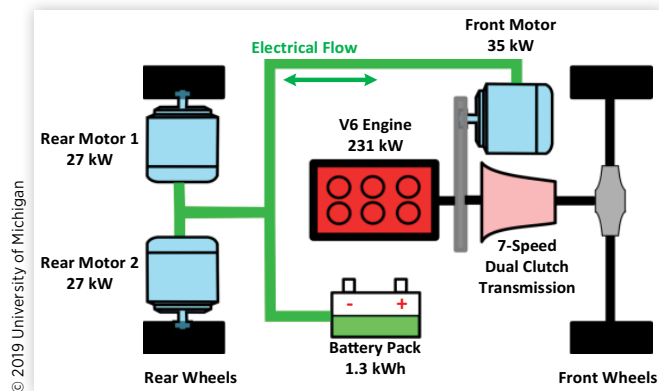 Front Motor
35 kW
Electrical Flow
V6 Engine
231 kW
Rear Motor 1
27 kW
Rear Motor 2
27 kW
7-Speed
Dual Clutch
Transmission
- +
Battery Pack
1.3 kWh
Rear Wheels
Front Wheels
© 2019 University of Michigan